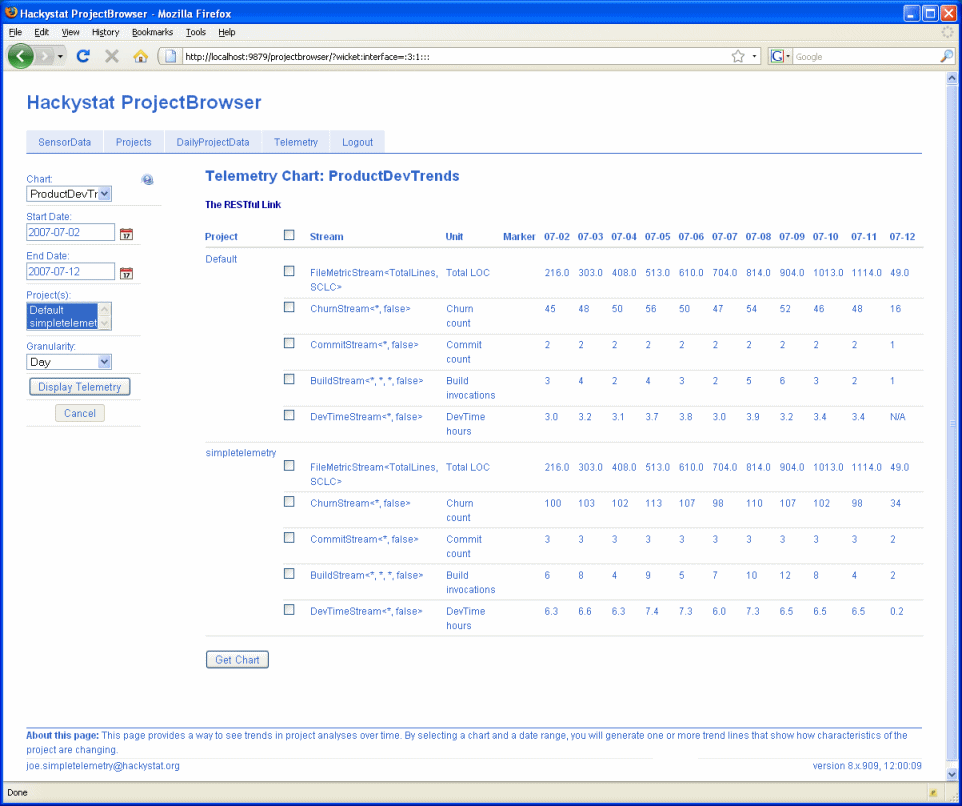 Hackystat ProjectBrowser - Mozilla Firefox
File Edit View History Bookmarks Tools Help
http://localhost:9879/projectbrowser/?wicket:interface=:3:1:::
G Google
Hackystat ProjectBrowser
SensorData Projects DailyProjectData Telemetry Logout
Chart:
ProductDevTr
Start Date:
2007-07-02
17
End Date:
2007-07-12
17
Project(s):
Default
simpletelemet
Granularity:
Day
Display Telemetry
Cancel
Telemetry Chart: ProductDevTrends
The RESTful Link
Project Stream Unit Marker 07-02 07-03 07-04 07-05 07-06 07-07 07-08 07-09 07-10 07-11 07-12
Default
FileMetricStream<TotalLines, Total LOC 216.0 303.0 408.0 513.0 610.0 704.0 814.0 904.0 1013.0 1114.0 49.0
SCLC>
ChurnStream<*, false> Churn 45 48 50 56 50 47 54 52 46 48 16
count
CommitStream<*, false> Commit 2 2 2 2 2 2 2 2 2 2 1
count
BuildStream<*, *, *, false> Build 3 4 2 4 3 2 5 6 3 2 1
invocations
DevTimeStream<*, false> DevTime 3.0 3.2 3.1 3.7 3.8 3.0 3.9 3.2 3.4 3.4 N/A
hours
simpletelemetry
FileMetricStream<TotalLines, Total LOC 216.0 303.0 408.0 513.0 610.0 704.0 814.0 904.0 1013.0 1114.0 49.0
SCLC>
ChurnStream<*, false> Churn 100 103 102 113 107 98 110 107 102 98 34
count
CommitStream<*, false> Commit 3 3 3 3 3 3 3 3 3 3 2
count
BuildStream<*, *, *, false> Build 6 8 4 9 5 7 10 12 8 4 2
invocations
DevTimeStream<*, false> DevTime 6.3 6.6 6.3 7.4 7.3 6.0 7.3 6.5 6.5 6.5 0.2
hours
Get Chart
About this page: This page provides a way to see trends in project analyses over time. By selecting a chart and a date range, you will generate one or more trend lines that show how characteristics of the
project are changing.
joe.simpletelemetry@hackystat.org version 8.x.909, 12:00:09
Done